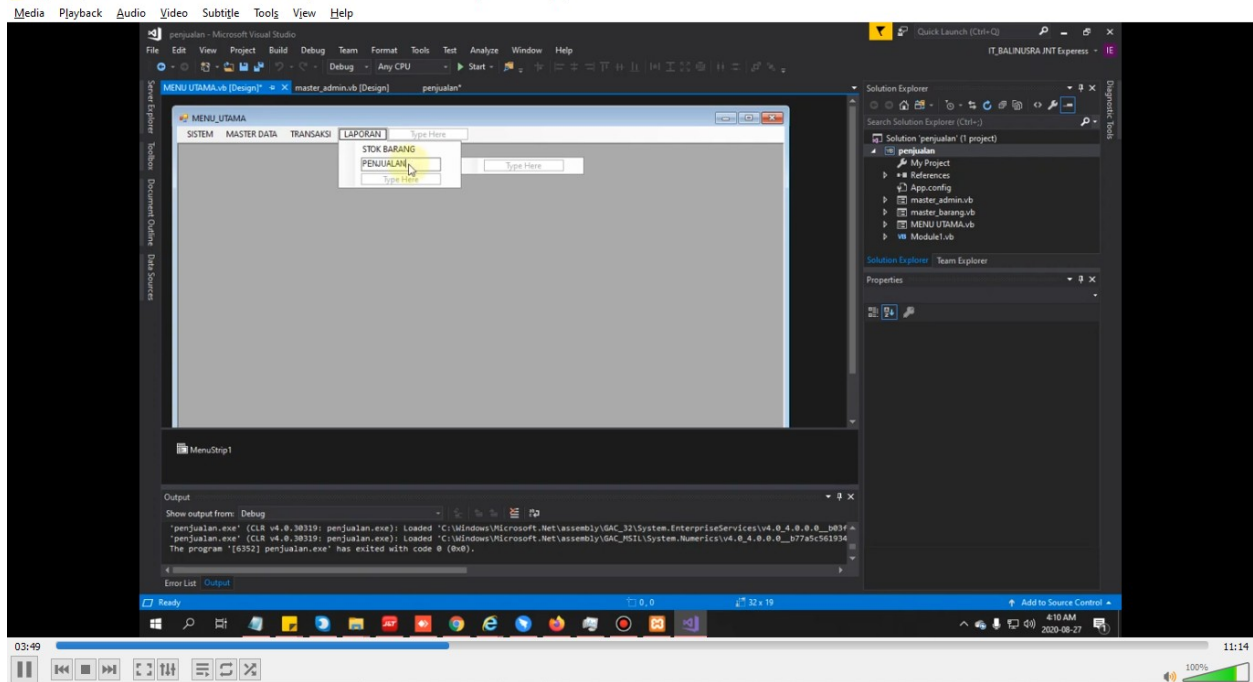 Media Playback Audio Video Subtitle Tools View Help
penjualan - Microsoft Visual Studio
Quick Launch (Ctrl+Q)
File Edit View Project Build Debug Team Format Tools Test Analyze Window Help
IT_BALINUSRA JNT Experess
IE
Debug Any CPU Start
MENU UTAMA.vb [Design]* master_admin.vb [Design] penjualan*
Server Explorer
Toolbox
Document Outline
Data Sources
MENU_UTAMA
SISTEM MASTER DATA TRANSAKSI LAPORAN Type Here
STOK BARANG
PENJUALAN Type Here
Type Here
MenuStrip1
Solution Explorer
Search Solution Explorer (Ctrl+;)
Solution 'penjualan' (1 project)
penjualan
My Project
References
App.config
master_admin.vb
master_barang.vb
MENU UTAMA.vb
Module1.vb
Solution Explorer Team Explorer
Properties
Diagnostic Tools
Output
Show output from: Debug
'penjualan.exe' (CLR v4.0.30319: penjualan.exe): Loaded 'C:\Windows\Microsoft.Net\assembly\GAC_32\System.EnterpriseServices\v4.0_4.0.0.0__b03f
'penjualan.exe' (CLR v4.0.30319: penjualan.exe): Loaded 'C:\Windows\Microsoft.Net\assembly\GAC_MSIL\System.Numerics\v4.0_4.0.0.0__b77a5c561934
The program '[6352] penjualan.exe' has exited with code 0 (0x0).
Error List Output
Ready 0, 0 32 x 19 Add to Source Control
4:10 AM
2020-08-27
03:49 11:14
100%